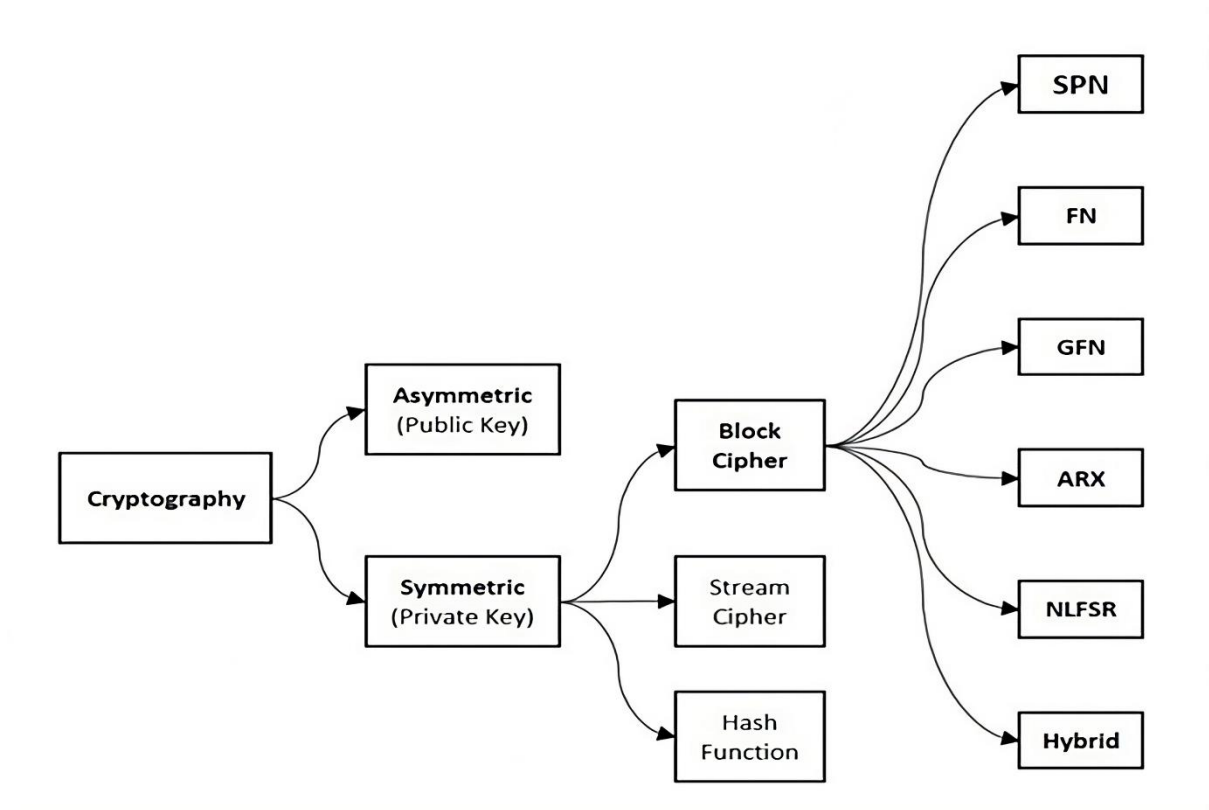 Cryptography
Asymmetric
(Public Key)
Symmetric
(Private Key)
Block
Cipher
Stream
Cipher
Hash
Function
SPN
FN
GFN
ARX
NLFSR
Hybrid